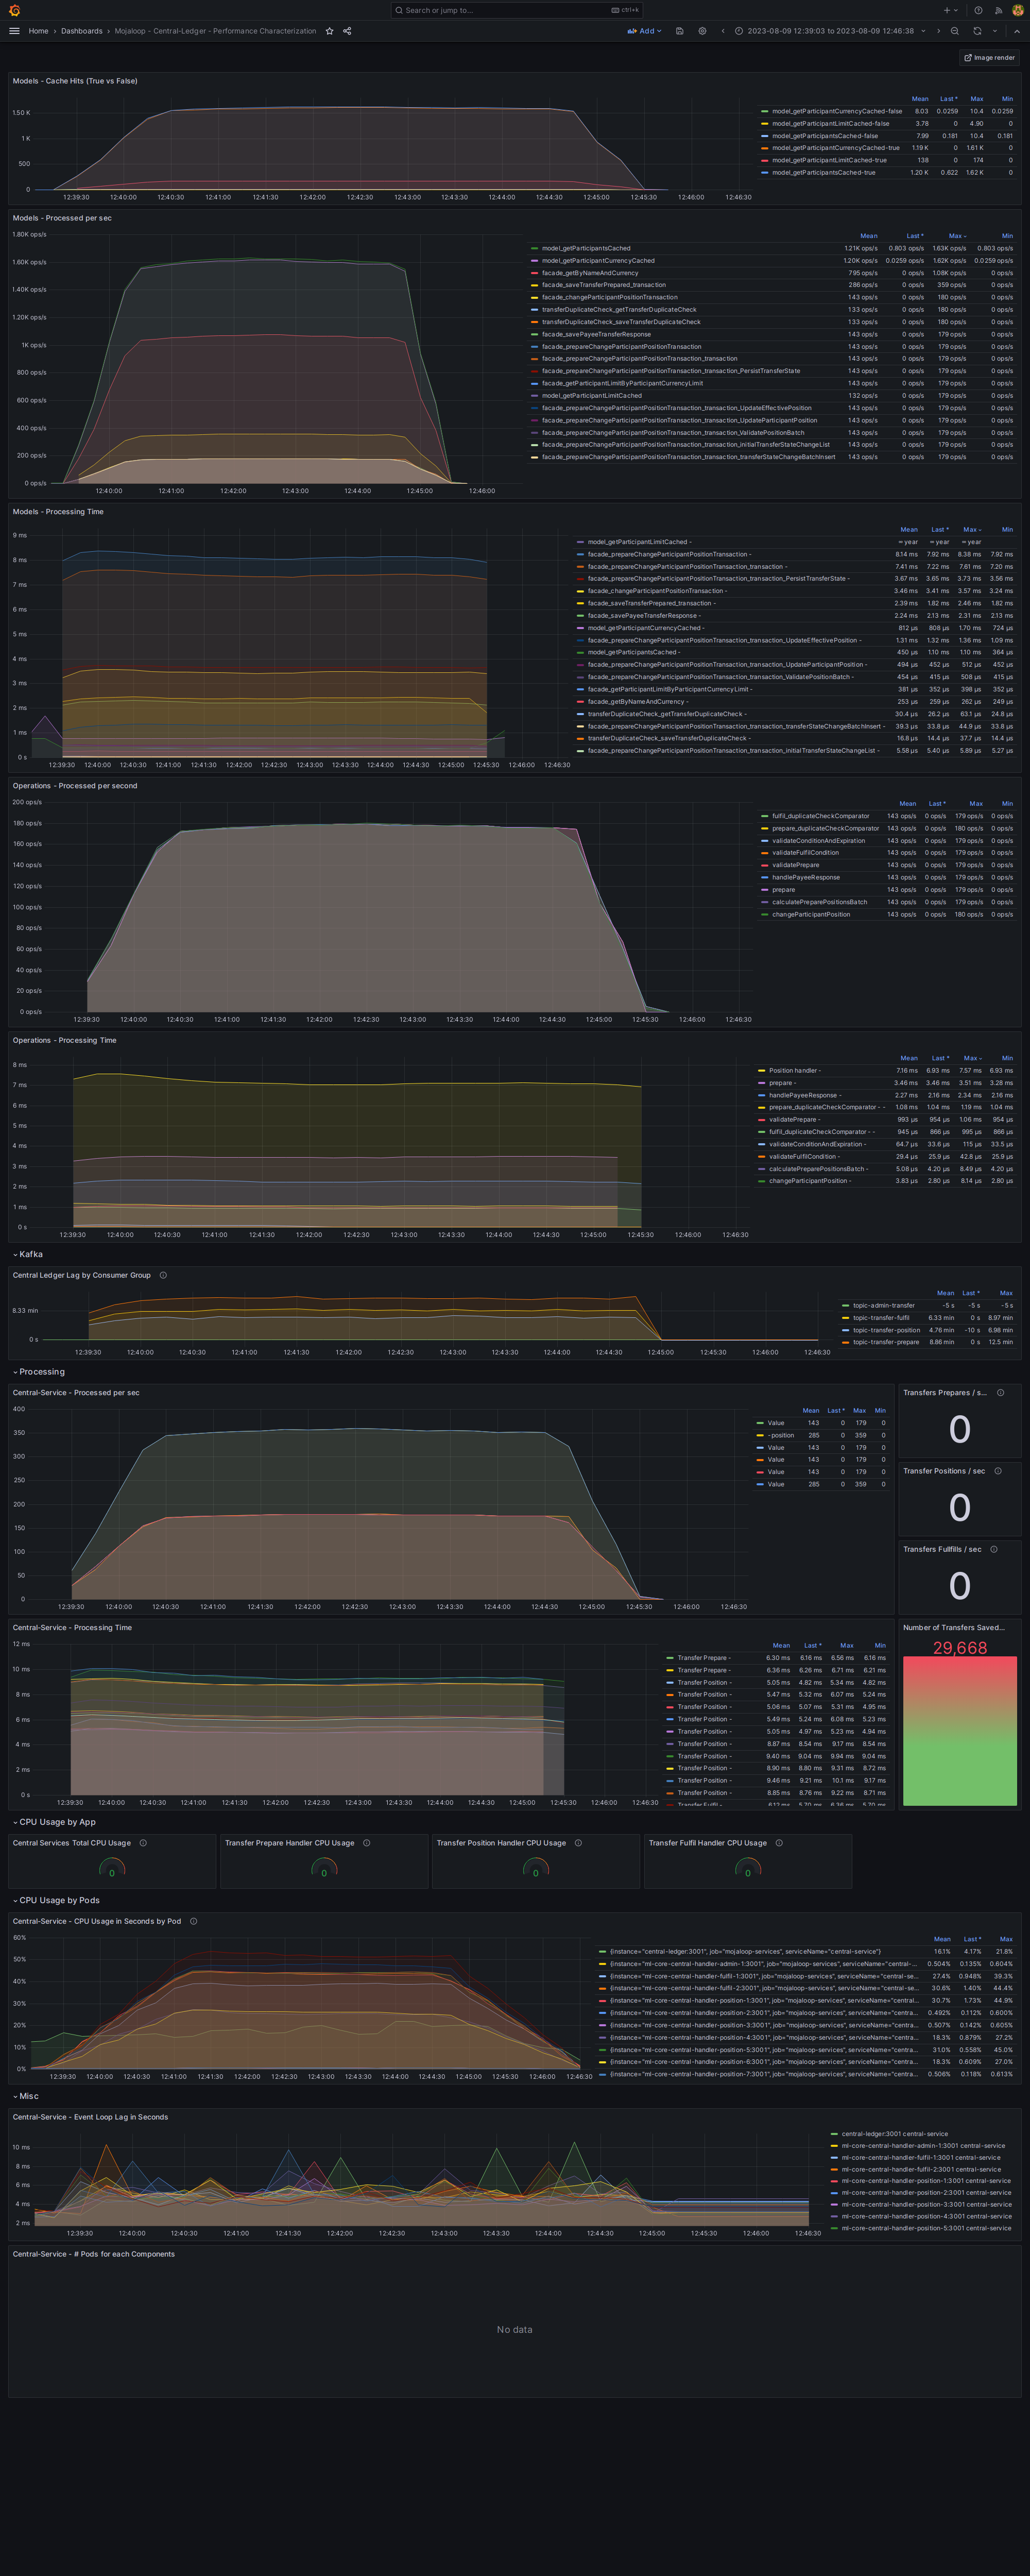 Search or jump to...
ctrl+k
Home › Dashboards › Mojaloop - Central-Ledger - Performance Characterization
Add
2023-08-09 12:39:03 to 2023-08-09 12:46:38
Image render
Models - Cache Hits (True vs False)
1.50 K
1 K
500
0
12:39:30 12:40:00 12:40:30 12:41:00 12:41:30 12:42:00 12:42:30 12:43:00 12:43:30 12:44:00 12:44:30 12:45:00 12:45:30 12:46:00 12:46:30
Mean Last * Max Min
model_getParticipantCurrencyCached-false 8.03 0.0259 10.4 0.0259
model_getParticipantLimitCached-false 3.78 0 4.90 0
model_getParticipantsCached-false 7.99 0.181 10.4 0.181
model_getParticipantCurrencyCached-true 1.19 K 0 1.61 K 0
model_getParticipantLimitCached-true 138 0 174 0
model_getParticipantsCached-true 1.20 K 0.622 1.62 K 0
Models - Processed per sec
1.80K ops/s
1.60K ops/s
1.40K ops/s
1.20K ops/s
1K ops/s
800 ops/s
600 ops/s
400 ops/s
200 ops/s
0 ops/s
12:40:00 12:41:00 12:42:00 12:43:00 12:44:00 12:45:00 12:46:00
Mean Last * Max Min
model_getParticipantsCached 1.21K ops/s 0.803 ops/s 1.63K ops/s 0.803 ops/s
model_getParticipantCurrencyCached 1.20K ops/s 0.0259 ops/s 1.62K ops/s 0.0259 ops/s
facade_getByNameAndCurrency 795 ops/s 0 ops/s 1.08K ops/s 0 ops/s
facade_saveTransferPrepared_transaction 286 ops/s 0 ops/s 359 ops/s 0 ops/s
facade_changeParticipantPositionTransaction 143 ops/s 0 ops/s 180 ops/s 0 ops/s
transferDuplicateCheck_getTransferDuplicateCheck 133 ops/s 0 ops/s 180 ops/s 0 ops/s
transferDuplicateCheck_saveTransferDuplicateCheck 133 ops/s 0 ops/s 180 ops/s 0 ops/s
facade_savePayeeTransferResponse 143 ops/s 0 ops/s 179 ops/s 0 ops/s
facade_prepareChangeParticipantPositionTransaction 143 ops/s 0 ops/s 179 ops/s 0 ops/s
facade_prepareChangeParticipantPositionTransaction_transaction 143 ops/s 0 ops/s 179 ops/s 0 ops/s
facade_prepareChangeParticipantPositionTransaction_transaction_PersistTransferState 143 ops/s 0 ops/s 179 ops/s 0 ops/s
facade_getParticipantLimitByParticipantCurrencyLimit 143 ops/s 0 ops/s 179 ops/s 0 ops/s
model_getParticipantLimitCached 132 ops/s 0 ops/s 179 ops/s 0 ops/s
facade_prepareChangeParticipantPositionTransaction_transaction_UpdateEffectivePosition 143 ops/s 0 ops/s 179 ops/s 0 ops/s
facade_prepareChangeParticipantPositionTransaction_transaction_UpdateParticipantPosition 143 ops/s 0 ops/s 179 ops/s 0 ops/s
facade_prepareChangeParticipantPositionTransaction_transaction_ValidatePositionBatch 143 ops/s 0 ops/s 179 ops/s 0 ops/s
facade_prepareChangeParticipantPositionTransaction_transaction_initialTransferStateChangeList 143 ops/s 0 ops/s 179 ops/s 0 ops/s
facade_prepareChangeParticipantPositionTransaction_transaction_transferStateChangeBatchInsert 143 ops/s 0 ops/s 179 ops/s 0 ops/s
Models - Processing Time
9 ms
8 ms
7 ms
6 ms
5 ms
4 ms
3 ms
2 ms
1 ms
0 s
12:39:30 12:40:00 12:40:30 12:41:00 12:41:30 12:42:00 12:42:30 12:43:00 12:43:30 12:44:00 12:44:30 12:45:00 12:45:30 12:46:00 12:46:30
Mean Last * Max Min
model_getParticipantLimitCached - ∞ year ∞ year ∞ year
facade_prepareChangeParticipantPositionTransaction - 8.14 ms 7.92 ms 8.38 ms 7.92 ms
facade_prepareChangeParticipantPositionTransaction_transaction - 7.41 ms 7.22 ms 7.61 ms 7.20 ms
facade_prepareChangeParticipantPositionTransaction_transaction_PersistTransferState - 3.67 ms 3.65 ms 3.73 ms 3.56 ms
facade_changeParticipantPositionTransaction - 3.46 ms 3.41 ms 3.57 ms 3.24 ms
facade_saveTransferPrepared_transaction - 2.39 ms 1.82 ms 2.46 ms 1.82 ms
facade_savePayeeTransferResponse - 2.24 ms 2.13 ms 2.31 ms 2.13 ms
model_getParticipantCurrencyCached - 812 µs 808 µs 1.70 ms 724 µs
facade_prepareChangeParticipantPositionTransaction_transaction_UpdateEffectivePosition - 1.31 ms 1.32 ms 1.36 ms 1.09 ms
model_getParticipantsCached - 450 µs 1.10 ms 1.10 ms 364 µs
facade_prepareChangeParticipantPositionTransaction_transaction_UpdateParticipantPosition - 494 µs 452 µs 512 µs 452 µs
facade_prepareChangeParticipantPositionTransaction_transaction_ValidatePositionBatch - 454 µs 415 µs 508 µs 415 µs
facade_getParticipantLimitByParticipantCurrencyLimit - 381 µs 352 µs 398 µs 352 µs
facade_getByNameAndCurrency - 253 µs 259 µs 262 µs 249 µs
transferDuplicateCheck_getTransferDuplicateCheck - 30.4 µs 26.2 µs 63.1 µs 24.8 µs
facade_prepareChangeParticipantPositionTransaction_transaction_transferStateChangeBatchInsert - 39.3 µs 33.8 µs 44.9 µs 33.8 µs
transferDuplicateCheck_saveTransferDuplicateCheck - 16.8 µs 14.4 µs 37.7 µs 14.4 µs
facade_prepareChangeParticipantPositionTransaction_transaction_initialTransferStateChangeList - 5.58 µs 5.40 µs 5.89 µs 5.27 µs
Operations - Processed per second
200 ops/s
180 ops/s
160 ops/s
140 ops/s
120 ops/s
100 ops/s
80 ops/s
60 ops/s
40 ops/s
20 ops/s
0 ops/s
12:39:30 12:40:00 12:40:30 12:41:00 12:41:30 12:42:00 12:42:30 12:43:00 12:43:30 12:44:00 12:44:30 12:45:00 12:45:30 12:46:00 12:46:30
Mean Last * Max Min
fulfil_duplicateCheckComparator 143 ops/s 0 ops/s 179 ops/s 0 ops/s
prepare_duplicateCheckComparator 143 ops/s 0 ops/s 180 ops/s 0 ops/s
validateConditionAndExpiration 143 ops/s 0 ops/s 179 ops/s 0 ops/s
validateFulfilCondition 143 ops/s 0 ops/s 179 ops/s 0 ops/s
validatePrepare 143 ops/s 0 ops/s 179 ops/s 0 ops/s
handlePayeeResponse 143 ops/s 0 ops/s 179 ops/s 0 ops/s
prepare 143 ops/s 0 ops/s 179 ops/s 0 ops/s
calculatePreparePositionsBatch 143 ops/s 0 ops/s 179 ops/s 0 ops/s
changeParticipantPosition 143 ops/s 0 ops/s 180 ops/s 0 ops/s
Operations - Processing Time
8 ms
7 ms
6 ms
5 ms
4 ms
3 ms
2 ms
1 ms
0 s
12:39:30 12:40:00 12:40:30 12:41:00 12:41:30 12:42:00 12:42:30 12:43:00 12:43:30 12:44:00 12:44:30 12:45:00 12:45:30 12:46:00 12:46:30
Mean Last * Max Min
Position handler - 7.16 ms 6.93 ms 7.57 ms 6.93 ms
prepare - 3.46 ms 3.46 ms 3.51 ms 3.28 ms
handlePayeeResponse - 2.27 ms 2.16 ms 2.34 ms 2.16 ms
prepare_duplicateCheckComparator - - 1.08 ms 1.04 ms 1.19 ms 1.04 ms
validatePrepare - 993 µs 954 µs 1.06 ms 954 µs
fulfil_duplicateCheckComparator - - 945 µs 866 µs 995 µs 866 µs
validateConditionAndExpiration - 64.7 µs 33.6 µs 115 µs 33.5 µs
validateFulfilCondition - 29.4 µs 25.9 µs 42.8 µs 25.9 µs
calculatePreparePositionsBatch - 5.08 µs 4.20 µs 8.49 µs 4.20 µs
changeParticipantPosition - 3.83 µs 2.80 µs 8.14 µs 2.80 µs
Kafka
Central Ledger Lag by Consumer Group
8.33 min
0 s
12:39:30 12:40:00 12:40:30 12:41:00 12:41:30 12:42:00 12:42:30 12:43:00 12:43:30 12:44:00 12:44:30 12:45:00 12:45:30 12:46:00 12:46:30
Mean Last * Max
topic-admin-transfer -5 s -5 s -5 s
topic-transfer-fulfil 6.33 min 0 s 8.97 min
topic-transfer-position 4.76 min -10 s 6.98 min
topic-transfer-prepare 8.86 min 0 s 12.5 min
Processing
Central-Service - Processed per sec
400
350
300
250
200
150
100
50
0
12:39:30 12:40:00 12:40:30 12:41:00 12:41:30 12:42:00 12:42:30 12:43:00 12:43:30 12:44:00 12:44:30 12:45:00 12:45:30 12:46:00 12:46:30
Mean Last * Max Min
Value 143 0 179 0
-position 285 0 359 0
Value 143 0 179 0
Value 143 0 179 0
Value 143 0 179 0
Value 285 0 359 0
Transfers Prepares / s...
0
Transfer Positions / sec
0
Transfers Fullfills / sec
0
Central-Service - Processing Time
12 ms
10 ms
8 ms
6 ms
4 ms
2 ms
0 s
12:39:30 12:40:00 12:40:30 12:41:00 12:41:30 12:42:00 12:42:30 12:43:00 12:43:30 12:44:00 12:44:30 12:45:00 12:45:30 12:46:00 12:46:30
Mean Last * Max Min
Transfer Prepare - 6.30 ms 6.16 ms 6.56 ms 6.16 ms
Transfer Prepare - 6.36 ms 6.26 ms 6.71 ms 6.21 ms
Transfer Position - 5.05 ms 4.82 ms 5.34 ms 4.82 ms
Transfer Position - 5.47 ms 5.32 ms 6.07 ms 5.24 ms
Transfer Position - 5.06 ms 5.07 ms 5.31 ms 4.95 ms
Transfer Position - 5.49 ms 5.24 ms 6.08 ms 5.23 ms
Transfer Position - 5.05 ms 4.97 ms 5.23 ms 4.94 ms
Transfer Position - 8.87 ms 8.54 ms 9.17 ms 8.54 ms
Transfer Position - 9.40 ms 9.04 ms 9.94 ms 9.04 ms
Transfer Position - 8.90 ms 8.80 ms 9.31 ms 8.72 ms
Transfer Position - 9.46 ms 9.21 ms 10.1 ms 9.17 ms
Transfer Position - 8.85 ms 8.76 ms 9.22 ms 8.71 ms
Number of Transfers Saved...
29,668
CPU Usage by App
Central Services Total CPU Usage
0
Transfer Prepare Handler CPU Usage
0
Transfer Position Handler CPU Usage
0
Transfer Fulfil Handler CPU Usage
0
CPU Usage by Pods
Central-Service - CPU Usage in Seconds by Pod
60%
50%
40%
30%
20%
10%
0%
12:39:30 12:40:00 12:40:30 12:41:00 12:41:30 12:42:00 12:42:30 12:43:00 12:43:30 12:44:00 12:44:30 12:45:00 12:45:30 12:46:00 12:46:30
Mean Last * Max
{instance="central-ledger:3001", job="mojaloop-services", serviceName="central-service"} 16.1% 4.17% 21.8%
{instance="ml-core-central-handler-admin-1:3001", job="mojaloop-services", serviceName="central-... 0.504% 0.135% 0.604%
{instance="ml-core-central-handler-fulfil-1:3001", job="mojaloop-services", serviceName="central-se... 27.4% 0.948% 39.3%
{instance="ml-core-central-handler-fulfil-2:3001", job="mojaloop-services", serviceName="central-se... 30.6% 1.40% 44.4%
{instance="ml-core-central-handler-position-1:3001", job="mojaloop-services", serviceName="centra... 30.7% 1.73% 44.9%
{instance="ml-core-central-handler-position-2:3001", job="mojaloop-services", serviceName="centra... 0.492% 0.112% 0.600%
{instance="ml-core-central-handler-position-3:3001", job="mojaloop-services", serviceName="centra... 0.507% 0.142% 0.605%
{instance="ml-core-central-handler-position-4:3001", job="mojaloop-services", serviceName="centra... 18.3% 0.879% 27.2%
{instance="ml-core-central-handler-position-5:3001", job="mojaloop-services", serviceName="centra... 31.0% 0.558% 45.0%
{instance="ml-core-central-handler-position-6:3001", job="mojaloop-services", serviceName="centra... 18.3% 0.609% 27.0%
{instance="ml-core-central-handler-position-7:3001", job="mojaloop-services", serviceName="centra... 0.506% 0.118% 0.613%
Misc
Central-Service - Event Loop Lag in Seconds
10 ms
8 ms
6 ms
4 ms
2 ms
12:39:30 12:40:00 12:40:30 12:41:00 12:41:30 12:42:00 12:42:30 12:43:00 12:43:30 12:44:00 12:44:30 12:45:00 12:45:30 12:46:00 12:46:30
central-ledger:3001 central-service
ml-core-central-handler-admin-1:3001 central-service
ml-core-central-handler-fulfil-1:3001 central-service
ml-core-central-handler-fulfil-2:3001 central-service
ml-core-central-handler-position-1:3001 central-service
ml-core-central-handler-position-2:3001 central-service
ml-core-central-handler-position-3:3001 central-service
ml-core-central-handler-position-4:3001 central-service
ml-core-central-handler-position-5:3001 central-service
Central-Service - # Pods for each Components
No data